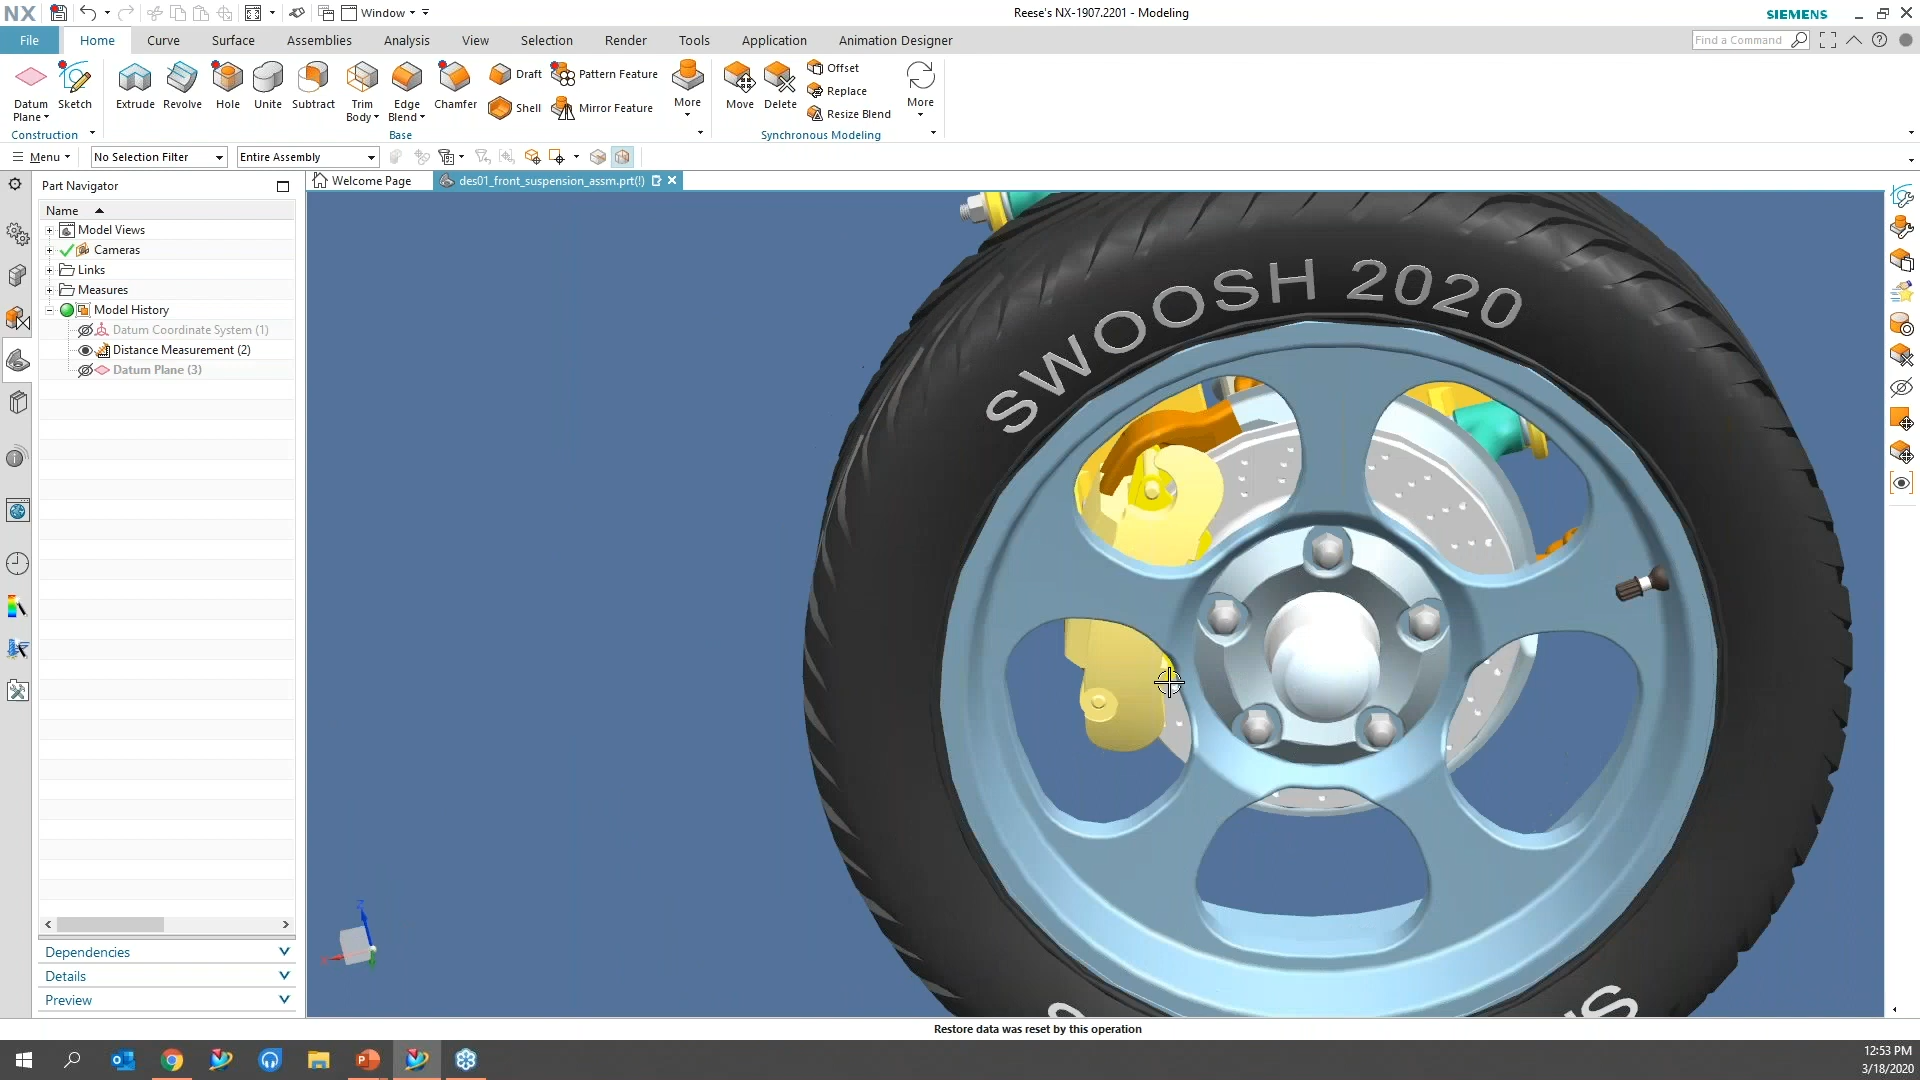 NX
Window
Reese's NX-1907.2201 - Modeling
SIEMENS
File
Home
Curve
Surface
Assemblies
Analysis
View
Selection
Render
Tools
Application
Animation Designer
Find a Command
Datum Plane
Sketch
Extrude
Revolve
Hole
Unite
Subtract
Trim Body
Edge Blend
Chamfer
Draft
Shell
Pattern Feature
Mirror Feature
More
Move
Delete
Offset
Replace
Resize Blend
More
Construction
Base
Synchronous Modeling
Menu
No Selection Filter
Entire Assembly
Part Navigator
Welcome Page
des01_front_suspension_assm.prt(!)
Name
Model Views
Cameras
Links
Measures
Model History
Datum Coordinate System (1)
Distance Measurement (2)
Datum Plane (3)
SWOOSH 2020
Dependencies
Details
Preview
Restore data was reset by this operation
12:53 PM
3/18/2020